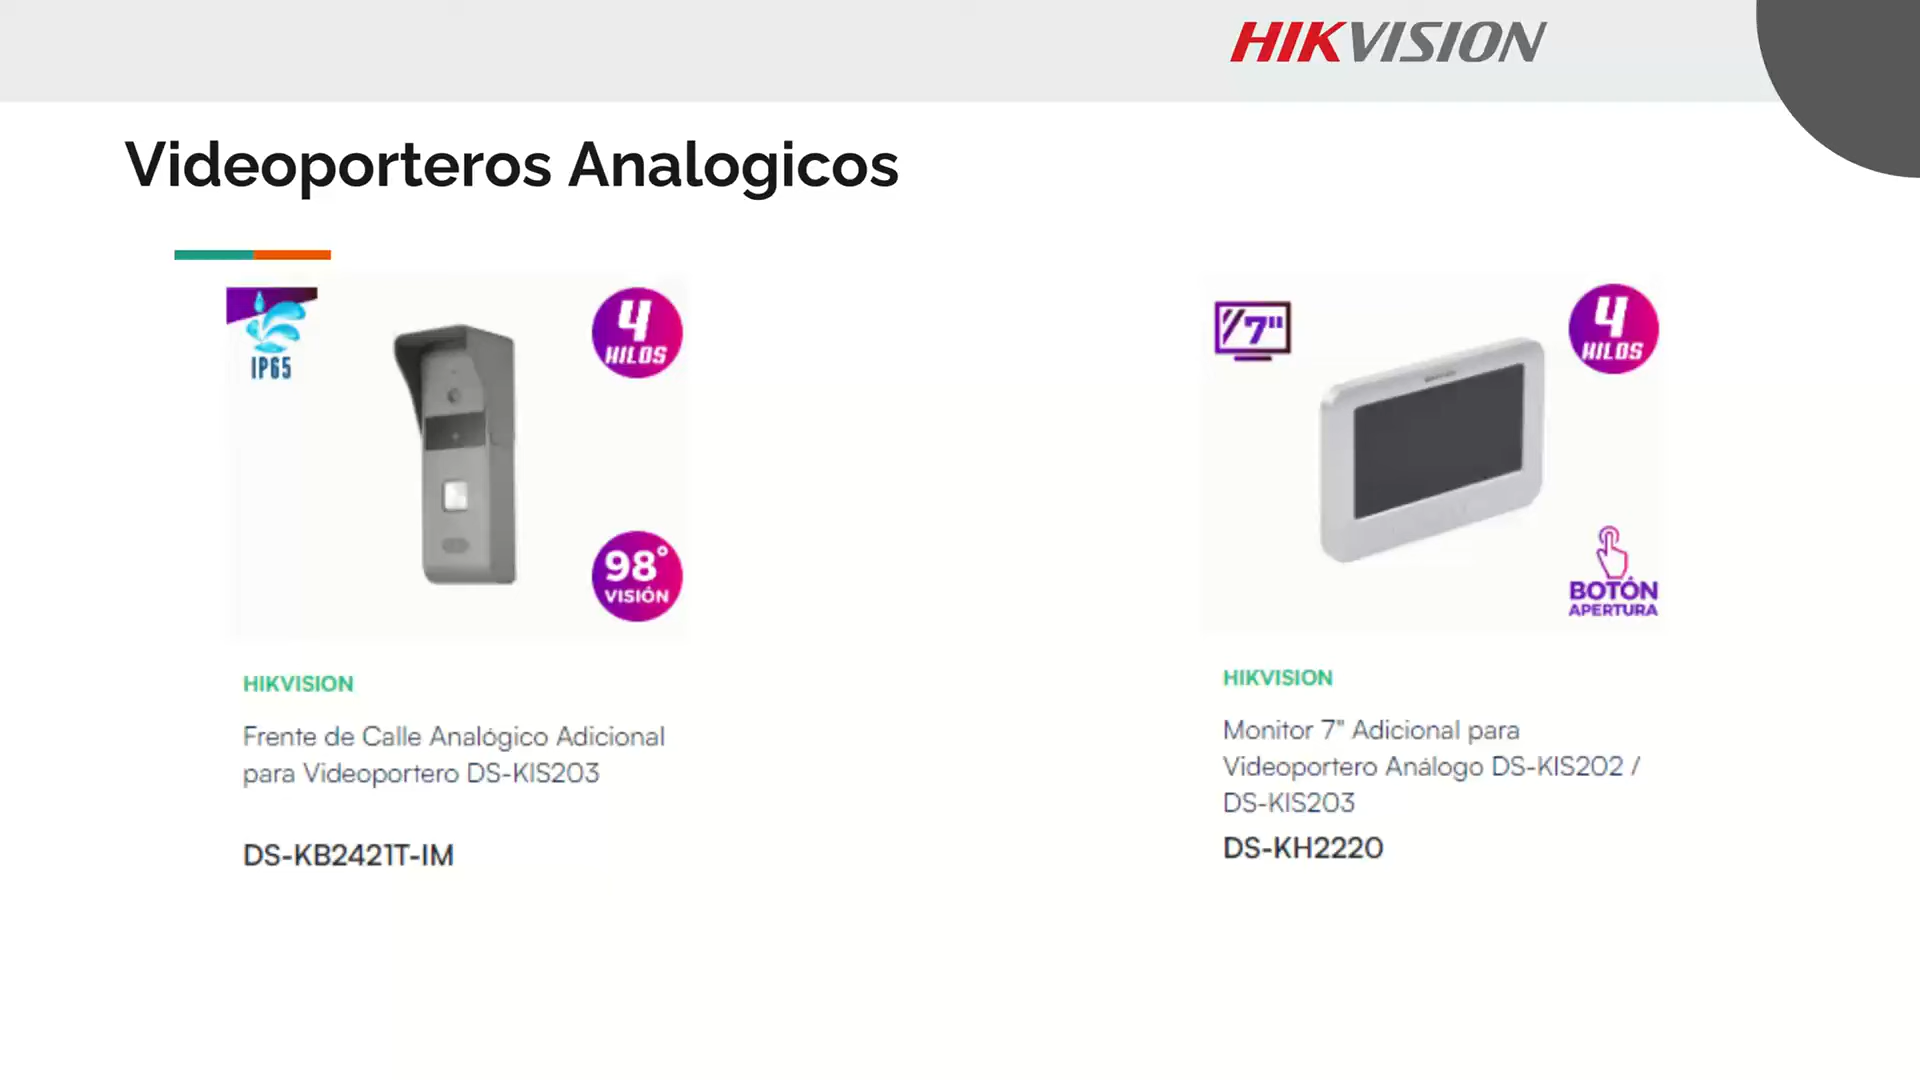 HIKVISION
Videoporteros Analogicos
IP65
4
HILOS
98°
VISIÓN
HIKVISION
Frente de Calle Analógico Adicional
para Videoportero DS-KIS203
DS-KB2421T-IM
7"
4
HILOS
BOTÓN
APERTURA
HIKVISION
Monitor 7" Adicional para
Videoportero Análogo DS-KIS202 /
DS-KIS203
DS-KH2220